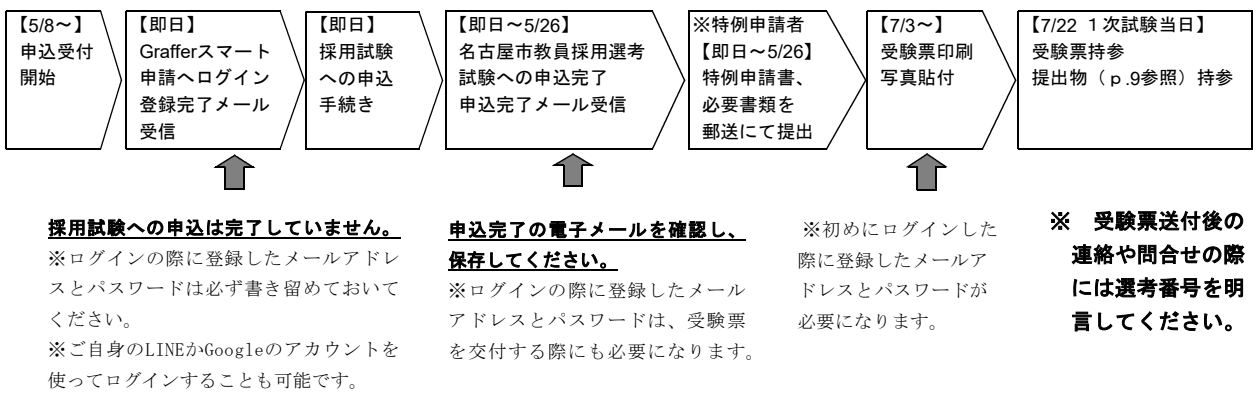 【5/8～】
申込受付
開始
【即日】
Grafferスマート
申請へログイン
登録完了メール
受信
【即日】
採用試験
への申込
手続き
【即日～5/26】
名古屋市教員採用選考
試験への申込完了
申込完了メール受信
※特例申請者
【即日～5/26】
特例申請書、
必要書類を
郵送にて提出
【7/3～】
受験票印刷
写真貼付
【7/22 １次試験当日】
受験票持参
提出物（ｐ.9参照）持参
採用試験への申込は完了していません。
※ログインの際に登録したメールアドレ
スとパスワードは必ず書き留めておいて
ください。
※ご自身のLINEかGoogleのアカウントを
使ってログインすることも可能です。
申込完了の電子メールを確認し、
保存してください。
※ログインの際に登録したメール
アドレスとパスワードは、受験票
を交付する際にも必要になります。
※初めにログインした
際に登録したメールア
ドレスとパスワードが
必要になります。
※　受験票送付後の
連絡や問合せの際
には選考番号を明
言してください。